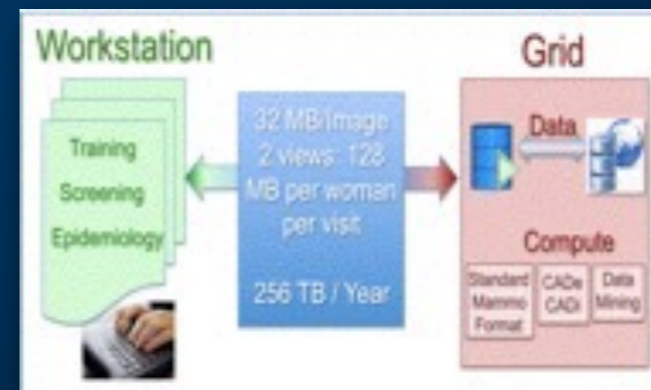 Workstation
Training
Screening
Epidemiology
32 MB/Image
2 views: 128
MB per woman
per visit
256 TB / Year
Grid
Data
Compute
Standard
Mammo
Format
CADe
CADi
Data
Mining